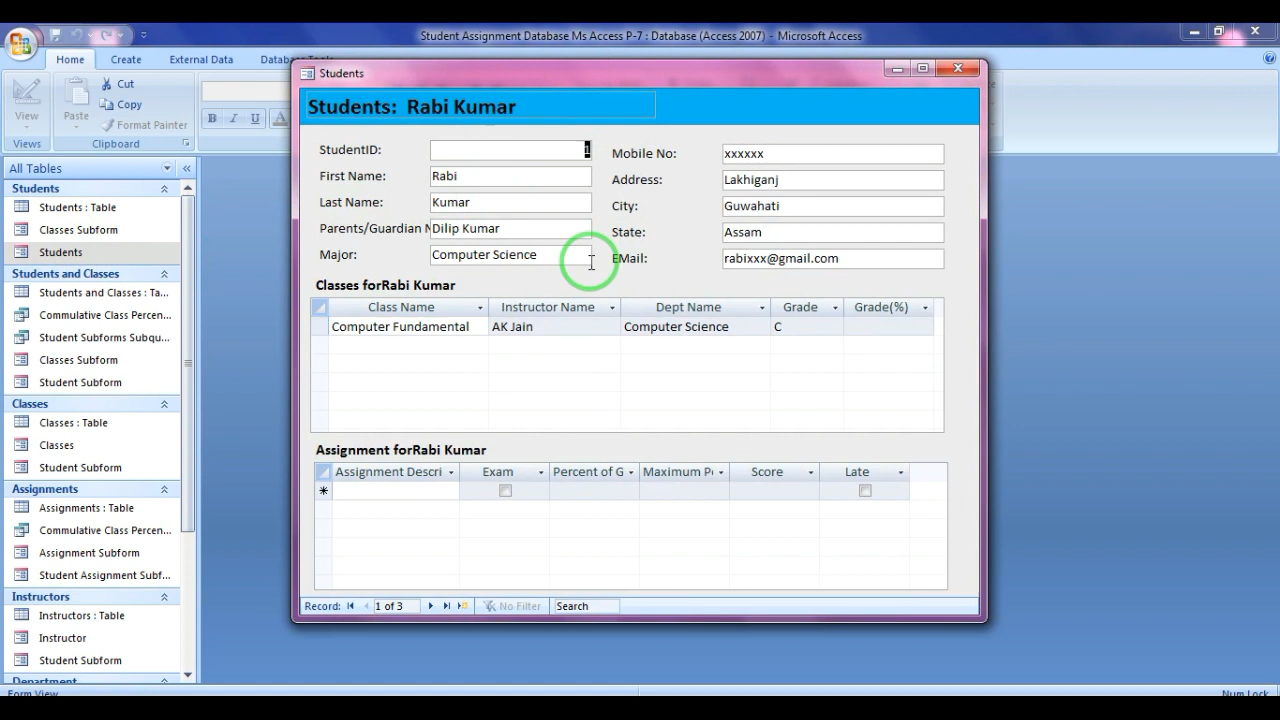 Student Assignment Database Ms Access P-7 : Database (Access 2007) - Microsoft Access
Home Create External Data
View
Paste
Cut
Copy
Format Painter
B I U A
Views
Clipboard
All Tables
Students
Students : Table
Classes Subform
Students
Students and Classes
Students and Classes : Ta...
Commulative Class Percen...
Student Subforms Subqu...
Classes Subform
Student Subform
Classes
Classes : Table
Classes
Student Subform
Assignments
Assignments : Table
Commulative Class Percen...
Assignment Subform
Student Assignment Subf...
Instructors
Instructors : Table
Instructor
Student Subform
Department
Students
Students: Rabi Kumar
StudentID: 1
First Name: Rabi
Last Name: Kumar
Parents/Guardian N Dilip Kumar
Major: Computer Science
Mobile No: xxxxxx
Address: Lakhiganj
City: Guwahati
State: Assam
EMail: rabixxx@gmail.com
Classes forRabi Kumar
Class Name Instructor Name Dept Name Grade Grade(%)
Computer Fundamental AK Jain Computer Science C
Assignment forRabi Kumar
Assignment Descri Exam Percent of G Maximum P Score Late
Record: 1 of 3 No Filter Search
Form View Num Lock